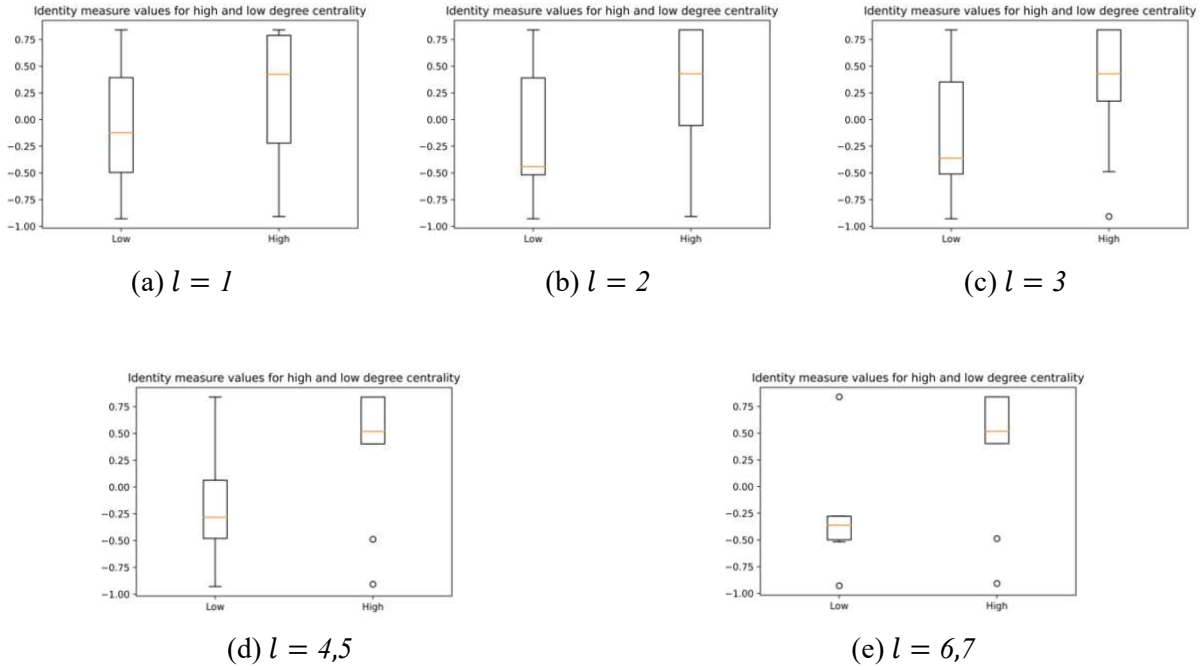 Identity measure values for high and low degree centrality
0.75
0.50
0.25
0.00
−0.25
−0.50
−0.75
−1.00
Low High
(a) l = 1
Identity measure values for high and low degree centrality
0.75
0.50
0.25
0.00
−0.25
−0.50
−0.75
−1.00
Low High
(b) l = 2
Identity measure values for high and low degree centrality
0.75
0.50
0.25
0.00
−0.25
−0.50
−0.75
−1.00
Low High
(c) l = 3
Identity measure values for high and low degree centrality
0.75
0.50
0.25
0.00
−0.25
−0.50
−0.75
−1.00
Low High
(d) l = 4,5
Identity measure values for high and low degree centrality
0.75
0.50
0.25
0.00
−0.25
−0.50
−0.75
−1.00
Low High
(e) l = 6,7